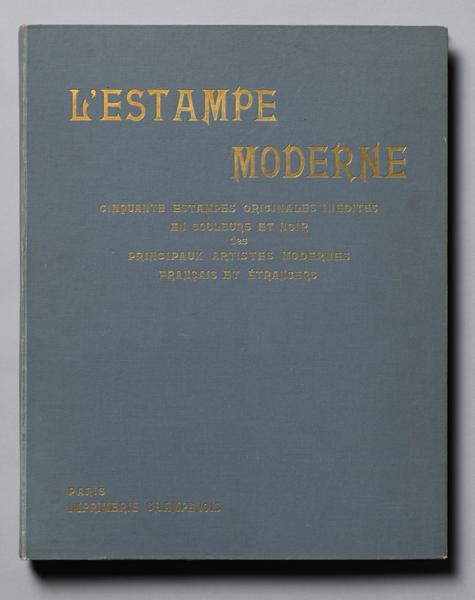 L'ESTAMPE
MODERNE
CINQUANTE ESTAMPES ORIGINALES INÉDITES
EN COULEURS ET NOIR
des
PRINCIPAUX ARTISTES MODERNES
FRANÇAIS ET ÉTRANGERS
PARIS
IMPRIMERIE CHAMPENOIS